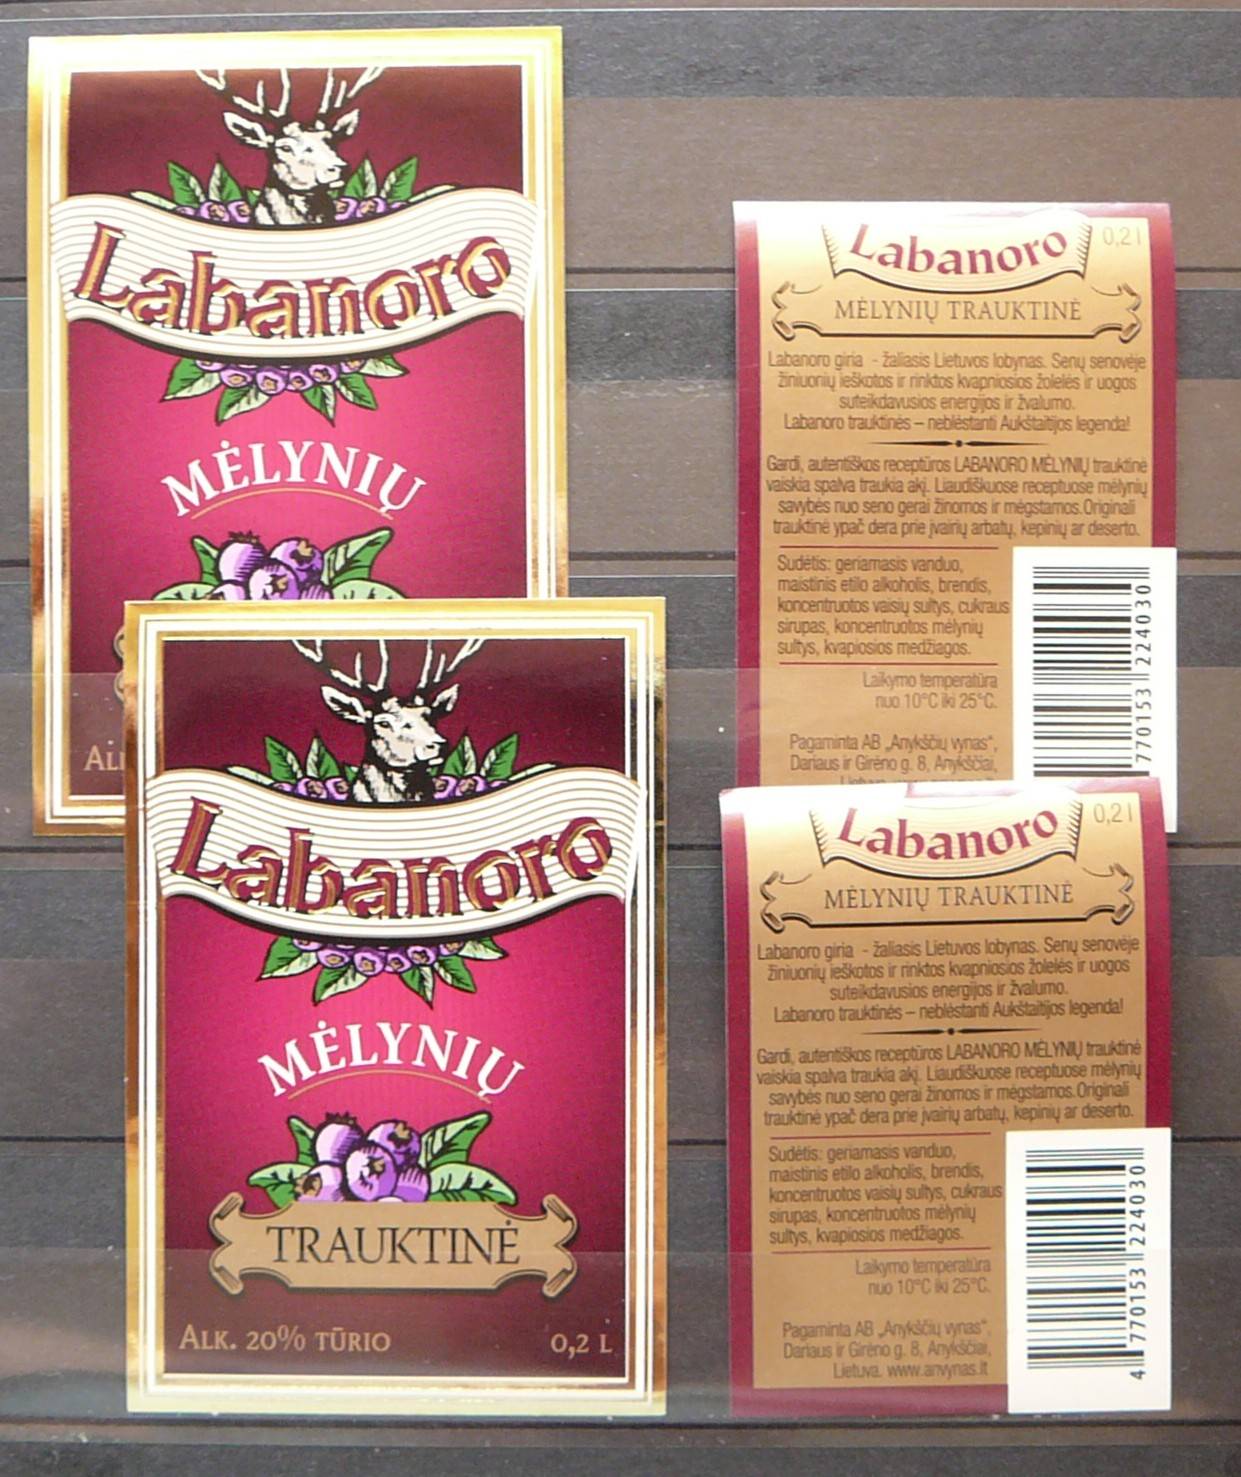 Labanoro
MĖLYNIŲ
Labanoro
MĖLYNIŲ
TRAUKTINĖ
ALK. 20% TŪRIO
0,2 L
Labanoro
0,2 l
MĖLYNIŲ TRAUKTINĖ
Labanoro giria - žaliasis Lietuvos lobynas. Senų senovėje
žiniuonių ieškotos ir rinktos kvapniosios žolelės ir uogos
suteikdavusios energijos ir žvalumo.
Labanoro trauktinės – neblėstanti Aukštaitijos legenda!
Gardi, autentiškos receptūros LABANORO MĖLYNIŲ trauktinė
vaiskia spalva traukia akį. Liaudiškuose receptuose mėlynių
savybės nuo seno gerai žinomos ir mėgstamos.Originali
trauktinė ypač dera prie įvairių arbatų, kepinių ar deserto.
Sudėtis: geriamasis vanduo,
maistinis etilo alkoholis, brendis,
koncentruotos vaisių sultys, cukraus
sirupas, koncentruotos mėlynių
sultys, kvapiosios medžiagos.
Laikymo temperatūra
nuo 10°C iki 25°C.
Pagaminta AB „Anykščių vynas“,
Dariaus ir Girėno g. 8, Anykščiai,
770153 224030
Labanoro
0,2 l
MĖLYNIŲ TRAUKTINĖ
Labanoro giria - žaliasis Lietuvos lobynas. Senų senovėje
žiniuonių ieškotos ir rinktos kvapniosios žolelės ir uogos
suteikdavusios energijos ir žvalumo.
Labanoro trauktinės – neblėstanti Aukštaitijos legenda!
Gardi, autentiškos receptūros LABANORO MĖLYNIŲ trauktinė
vaiskia spalva traukia akį. Liaudiškuose receptuose mėlynių
savybės nuo seno gerai žinomos ir mėgstamos.Originali
trauktinė ypač dera prie įvairių arbatų, kepinių ar deserto.
Sudėtis: geriamasis vanduo,
maistinis etilo alkoholis, brendis,
koncentruotos vaisių sultys, cukraus
sirupas, koncentruotos mėlynių
sultys, kvapiosios medžiagos.
Laikymo temperatūra
nuo 10°C iki 25°C.
Pagaminta AB „Anykščių vynas“,
Dariaus ir Girėno g. 8, Anykščiai,
Lietuva. www.anvynas.lt
4 770153 224030